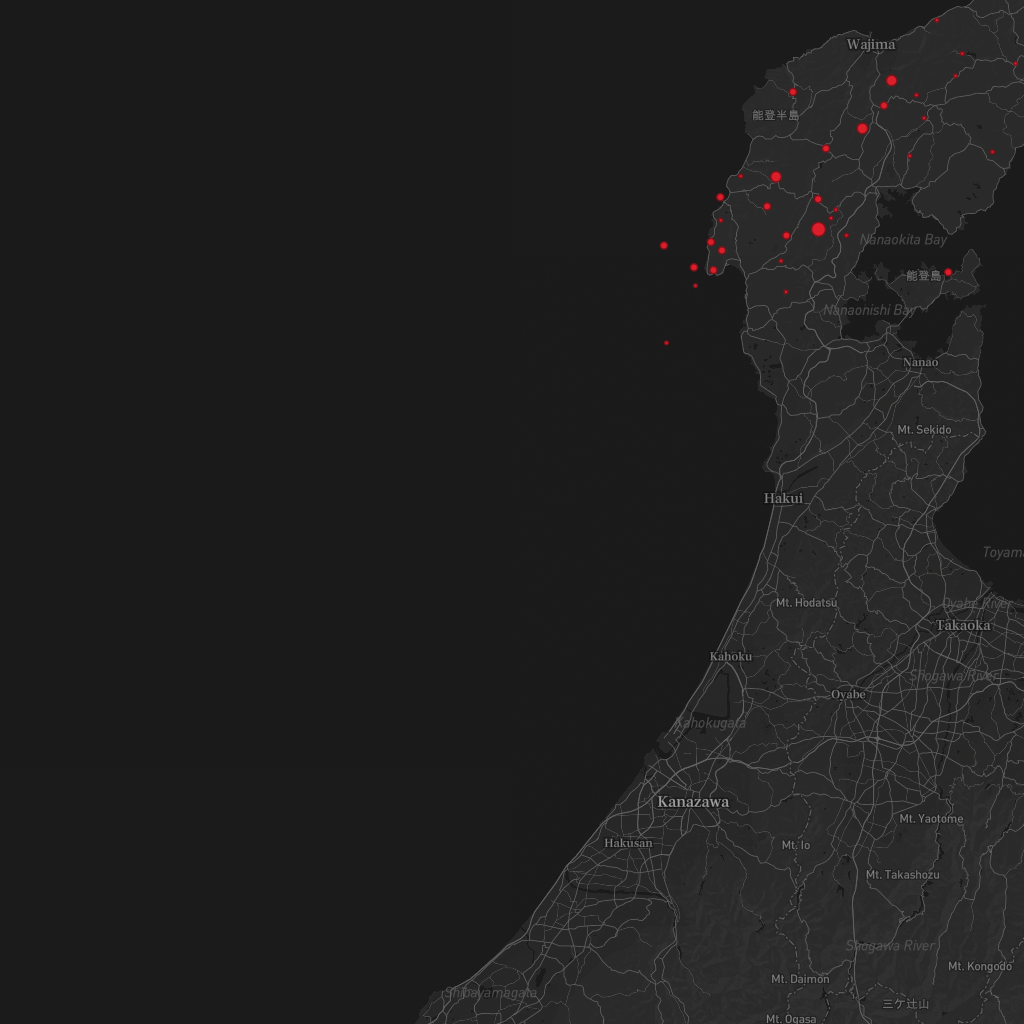 Wajima
能登半島
Nanaokita Bay
能登島
Nanaonishi Bay
Nanao
Mt. Sekido
Hakui
Toyam
Mt. Hodatsu
Oyabe River
Takaoka
Kahoku
Shogawa River
Oyabe
Kahokugata
Kanazawa
Mt. Yaotome
Hakusan
Mt. Io
Mt. Takashozu
Shogawa River
Mt. Kongodo
Mt. Daimon
Shibayamagata
三ケ辻山
Mt. Ogasa